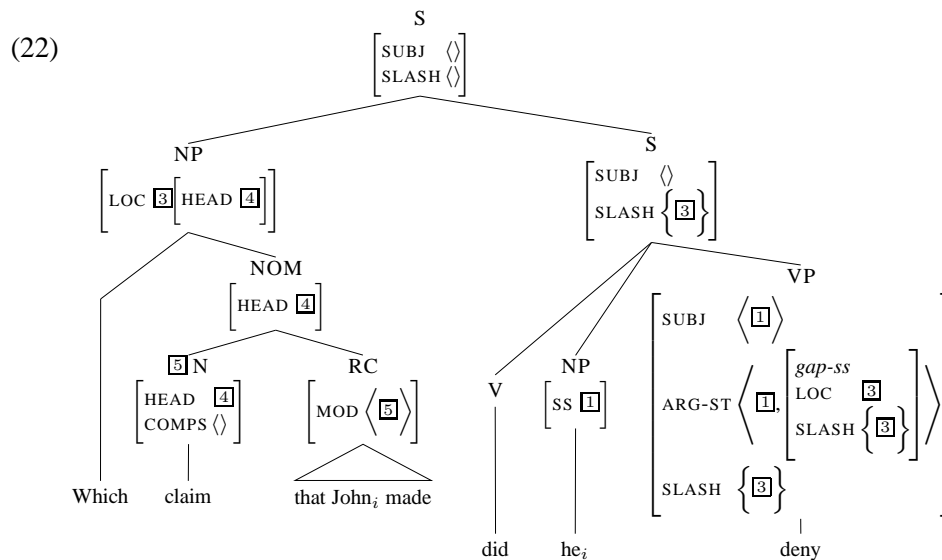 (22)
S
[SUBJ ⟨⟩
SLASH ⟨⟩]
NP
[LOC 3 [HEAD 4]]
S
[SUBJ ⟨⟩
SLASH {3}]
NOM
[HEAD 4]
VP
[SUBJ ⟨1⟩
ARG-ST ⟨1, [gap-ss
LOC 3
SLASH {3}]⟩
SLASH {3}]
5 N
[HEAD 4
COMPS ⟨⟩]
RC
[MOD ⟨5⟩]
V
NP
[SS 1]
Which claim that John_i made
did he_i deny